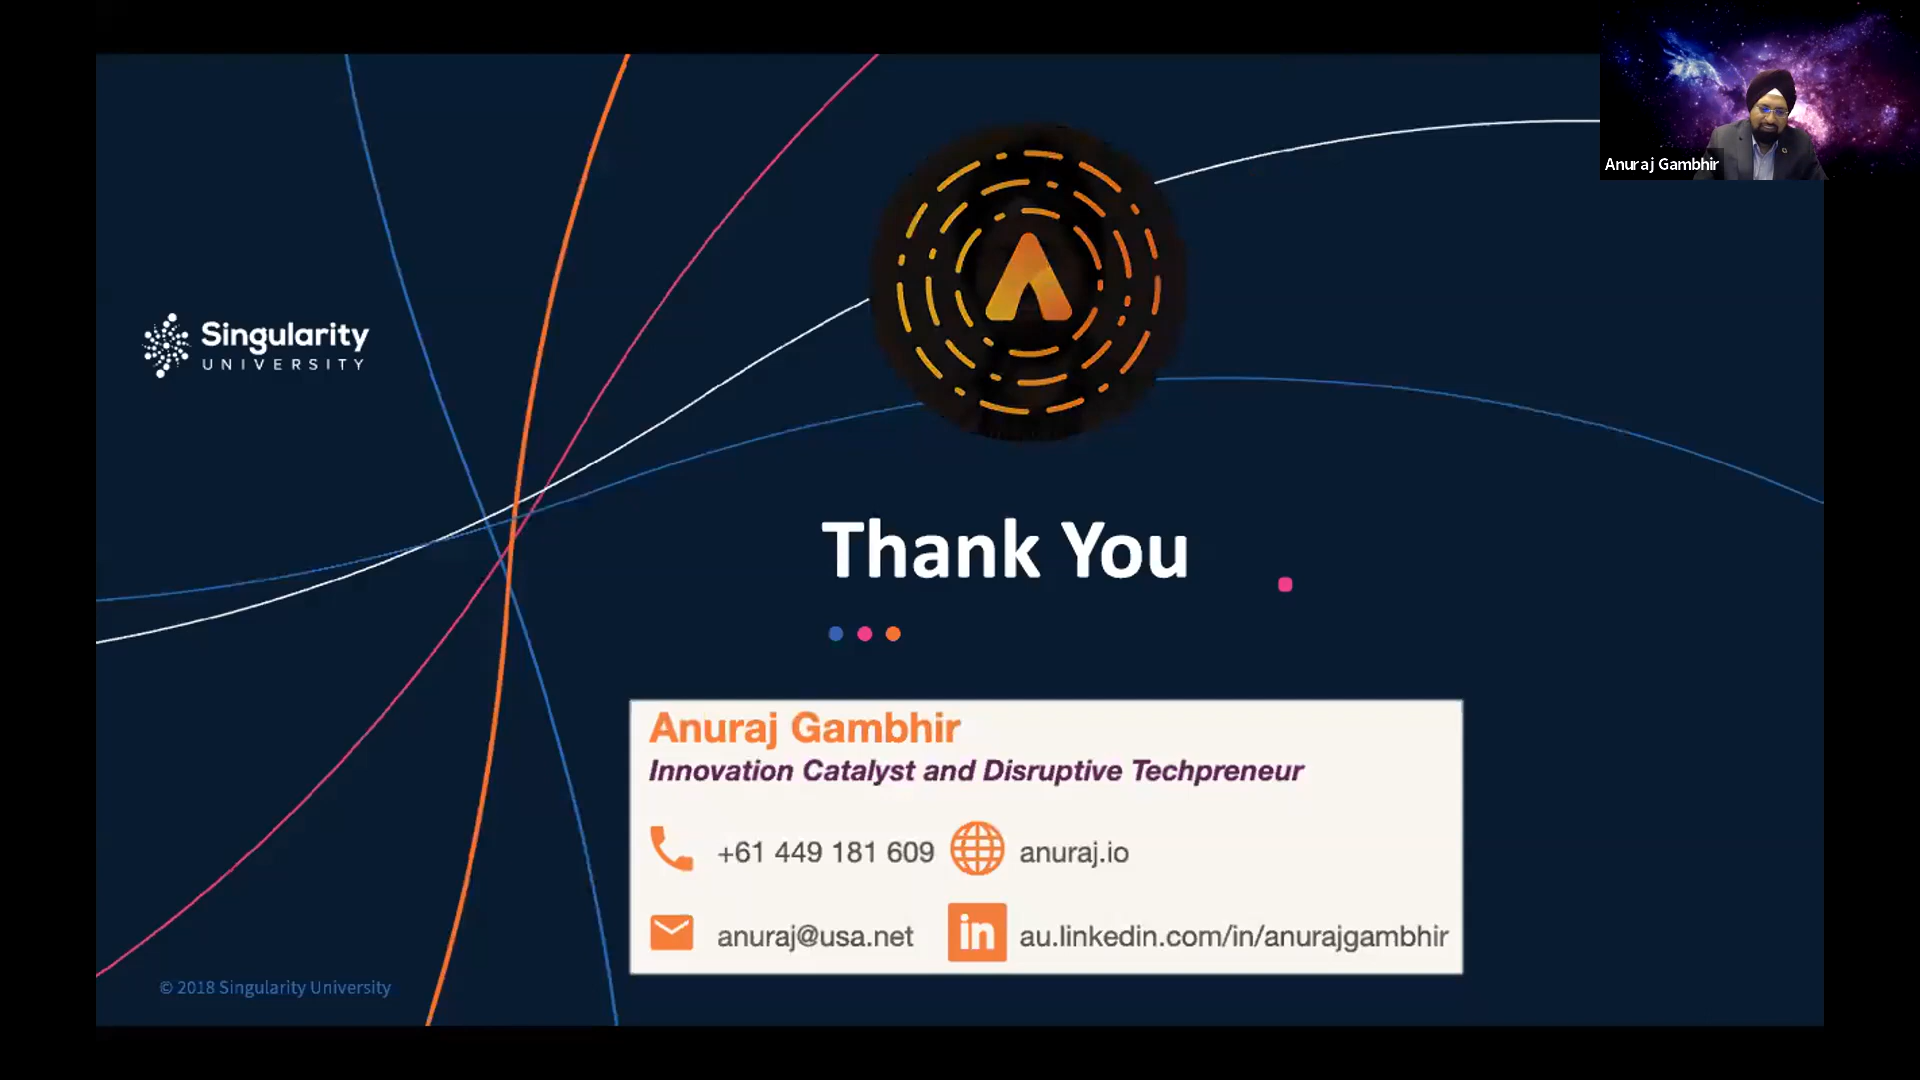 Anuraj Gambhir
Singularity
UNIVERSITY
Thank You
Anuraj Gambhir
Innovation Catalyst and Disruptive Techpreneur
+61 449 181 609
anuraj.io
anuraj@usa.net
in
au.linkedin.com/in/anurajgambhir
© 2018 Singularity University